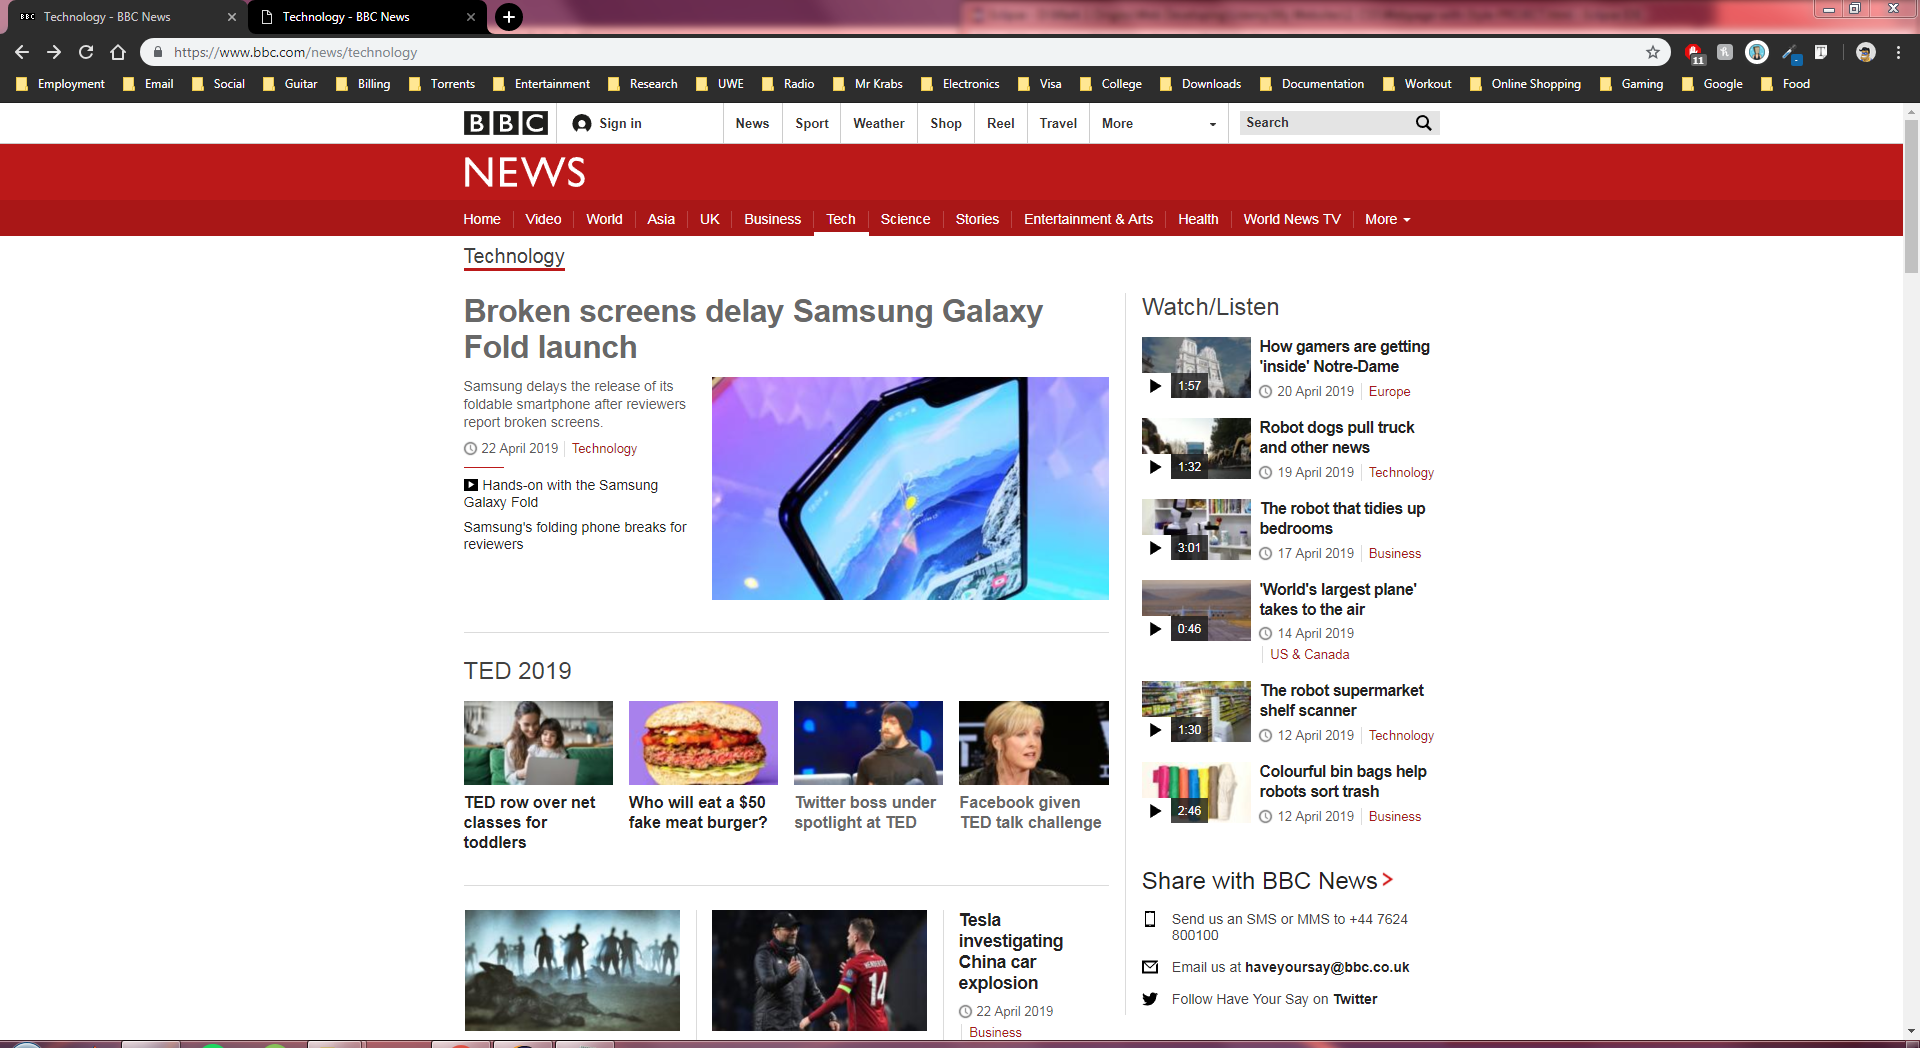 BBC Technology - BBC News
Technology - BBC News
https://www.bbc.com/news/technology
11
Employment Email Social Guitar Billing Torrents Entertainment Research UWE Radio Mr Krabs Electronics Visa College Downloads Documentation Workout Online Shopping Gaming Google Food
BBC Sign in News Sport Weather Shop Reel Travel More Search
NEWS
Home Video World Asia UK Business Tech Science Stories Entertainment & Arts Health World News TV More
Technology
Broken screens delay Samsung Galaxy
Fold launch
Samsung delays the release of its
foldable smartphone after reviewers
report broken screens.
22 April 2019 Technology
Hands-on with the Samsung
Galaxy Fold
Samsung's folding phone breaks for
reviewers
TED 2019
TED row over net
classes for
toddlers
Who will eat a $50
fake meat burger?
Twitter boss under
spotlight at TED
Facebook given
TED talk challenge
HENDERSON
14
Tesla
investigating
China car
explosion
22 April 2019
Business
Watch/Listen
1:57
How gamers are getting
'inside' Notre-Dame
20 April 2019 Europe
1:32
Robot dogs pull truck
and other news
19 April 2019 Technology
3:01
The robot that tidies up
bedrooms
17 April 2019 Business
0:46
'World's largest plane'
takes to the air
14 April 2019
US & Canada
1:30
The robot supermarket
shelf scanner
12 April 2019 Technology
2:46
Colourful bin bags help
robots sort trash
12 April 2019 Business
Share with BBC News
Send us an SMS or MMS to +44 7624
800100
Email us at haveyoursay@bbc.co.uk
Follow Have Your Say on Twitter